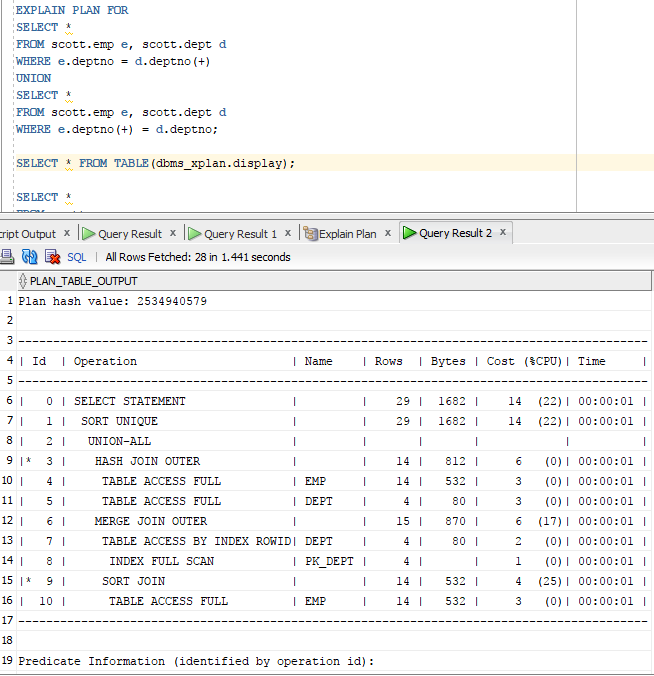 EXPLAIN PLAN FOR
SELECT *
FROM scott.emp e, scott.dept d
WHERE e.deptno = d.deptno(+)
UNION
SELECT *
FROM scott.emp e, scott.dept d
WHERE e.deptno(+) = d.deptno;
SELECT * FROM TABLE(dbms_xplan.display);
SELECT *
cript Output x Query Result x Query Result 1 x Explain Plan x Query Result 2 x
SQL | All Rows Fetched: 28 in 1.441 seconds
PLAN_TABLE_OUTPUT
1 Plan hash value: 2534940579
2
3 ------------------------------------------------------------------------------------------
4 | Id | Operation | Name | Rows | Bytes | Cost (%CPU)| Time |
5 ------------------------------------------------------------------------------------------
6 | 0 | SELECT STATEMENT | | 29 | 1682 | 14 (22)| 00:00:01 |
7 | 1 | SORT UNIQUE | | 29 | 1682 | 14 (22)| 00:00:01 |
8 | 2 | UNION-ALL | | | | | |
9 |* 3 | HASH JOIN OUTER | | 14 | 812 | 6 (0)| 00:00:01 |
10 | 4 | TABLE ACCESS FULL | EMP | 14 | 532 | 3 (0)| 00:00:01 |
11 | 5 | TABLE ACCESS FULL | DEPT | 4 | 80 | 3 (0)| 00:00:01 |
12 | 6 | MERGE JOIN OUTER | | 15 | 870 | 6 (17)| 00:00:01 |
13 | 7 | TABLE ACCESS BY INDEX ROWID| DEPT | 4 | 80 | 2 (0)| 00:00:01 |
14 | 8 | INDEX FULL SCAN | PK_DEPT | 4 | | 1 (0)| 00:00:01 |
15 |* 9 | SORT JOIN | | 14 | 532 | 4 (25)| 00:00:01 |
16 | 10 | TABLE ACCESS FULL | EMP | 14 | 532 | 3 (0)| 00:00:01 |
17 ------------------------------------------------------------------------------------------
18
19 Predicate Information (identified by operation id):